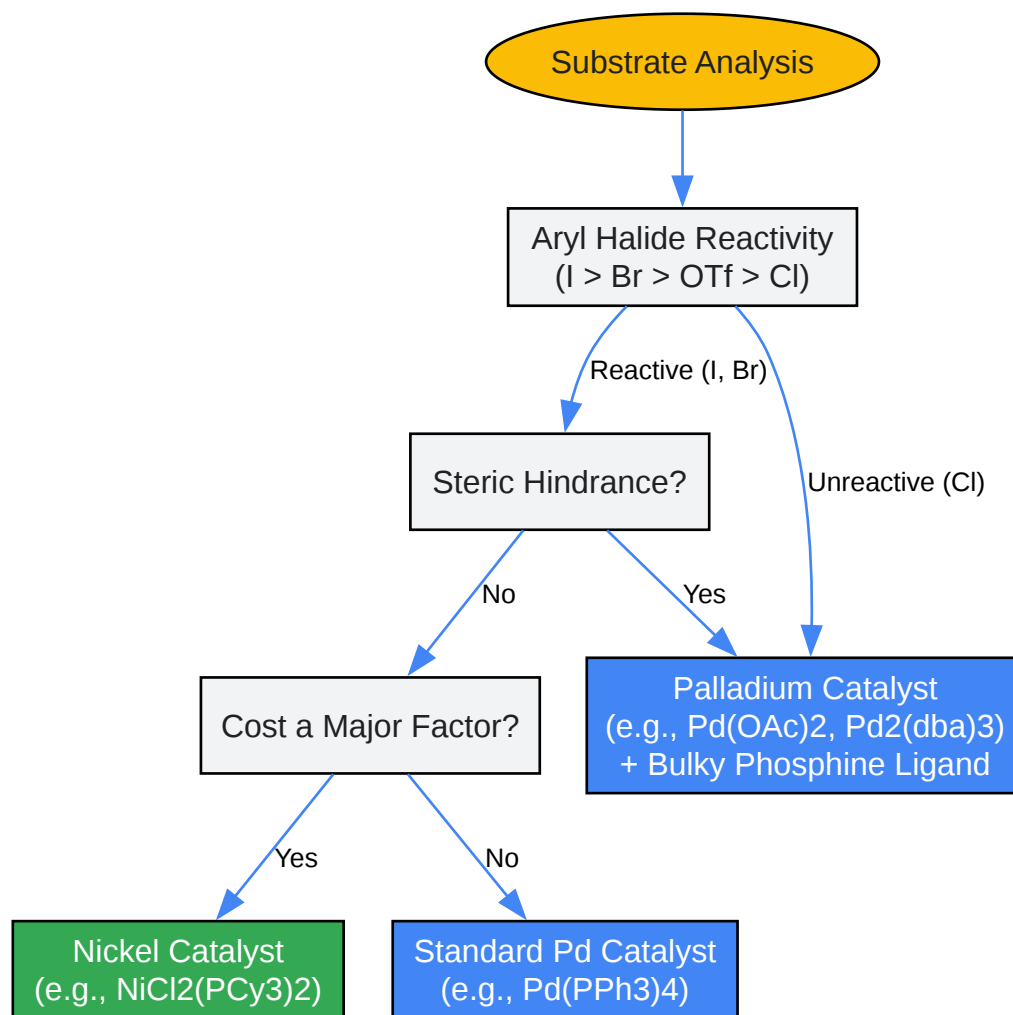 Substrate Analysis
Aryl Halide Reactivity
(I > Br > OTf > Cl)
Reactive (I, Br)
Steric Hindrance?
Unreactive (Cl)
No
Yes
Cost a Major Factor?
Palladium Catalyst
(e.g., Pd(OAc)2, Pd2(dba)3)
+ Bulky Phosphine Ligand
Yes
No
Nickel Catalyst
(e.g., NiCl2(PCy3)2)
Standard Pd Catalyst
(e.g., Pd(PPh3)4)